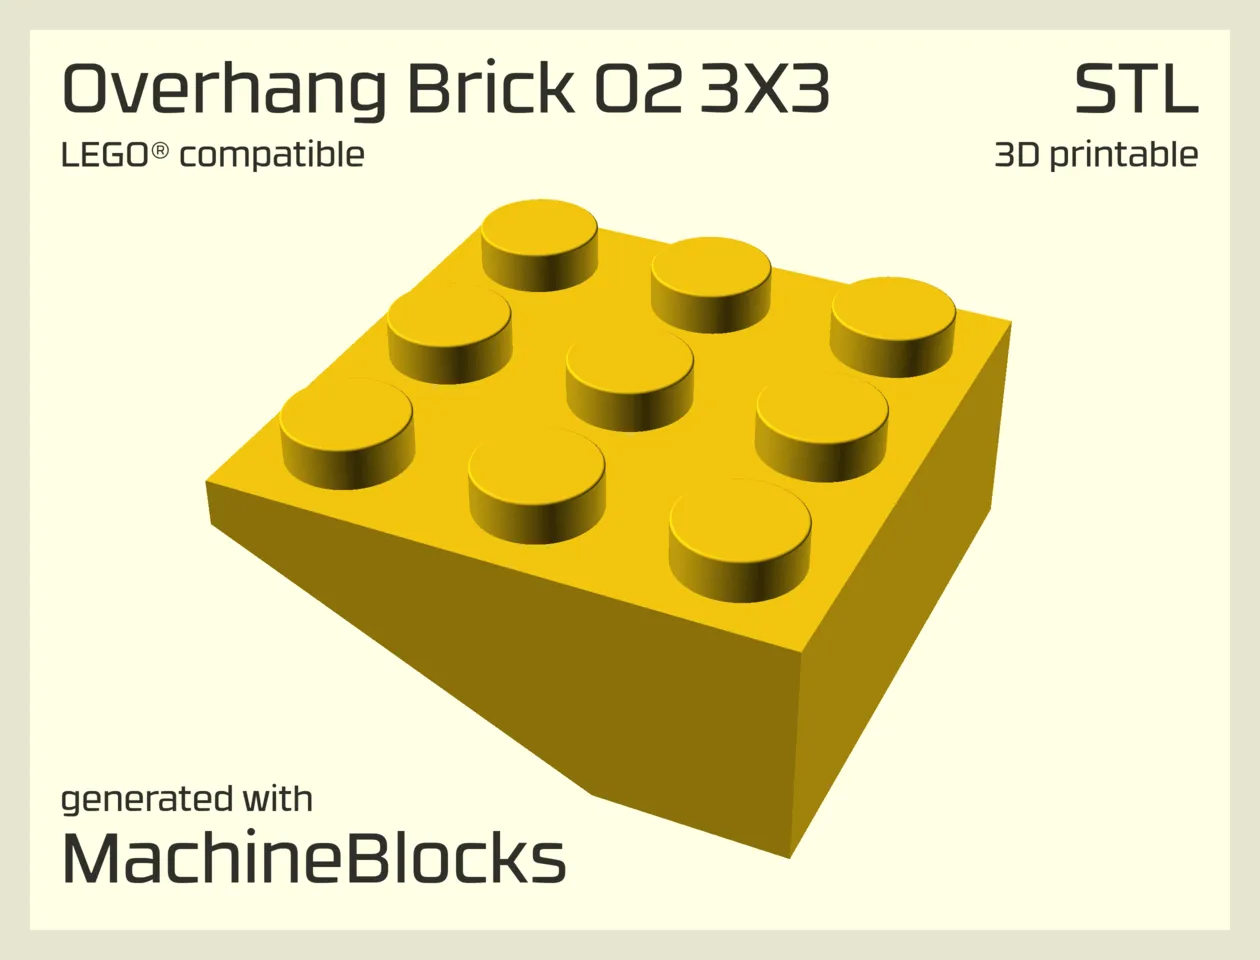 Overhang Brick 02 3X3
STL
LEGO® compatible
3D printable
generated with
MachineBlocks